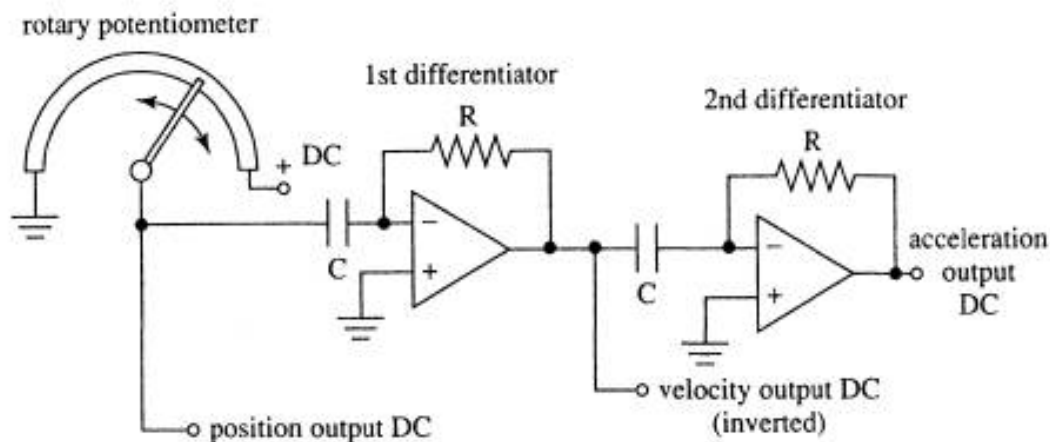 rotary potentiometer
1st differentiator
R
2nd differentiator
R
+ DC
C
−
+
C
−
+
acceleration
output
DC
velocity output DC
(inverted)
position output DC